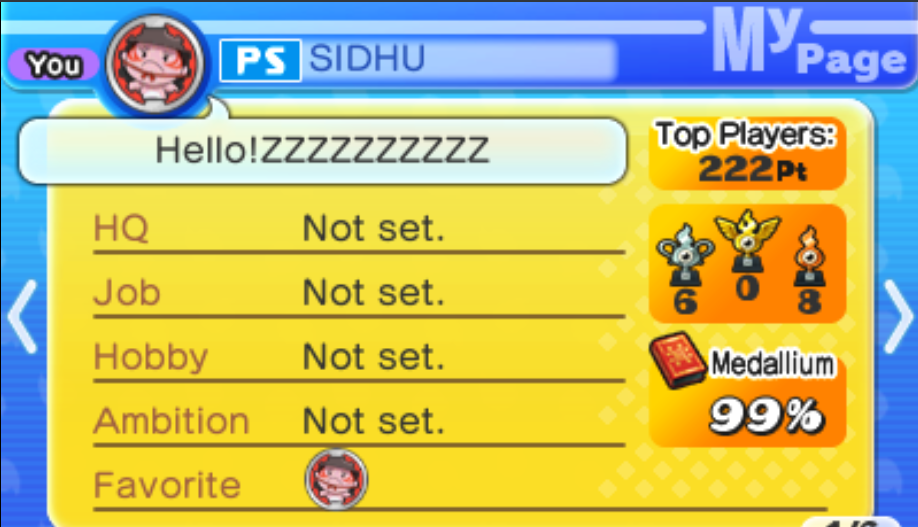 You
PS SIDHU
My Page
Hello!ZZZZZZZZZZ
Top Players:
222Pt
HQ Not set.
6 0 8
Job Not set.
Hobby Not set.
Medallium
99%
Ambition Not set.
Favorite